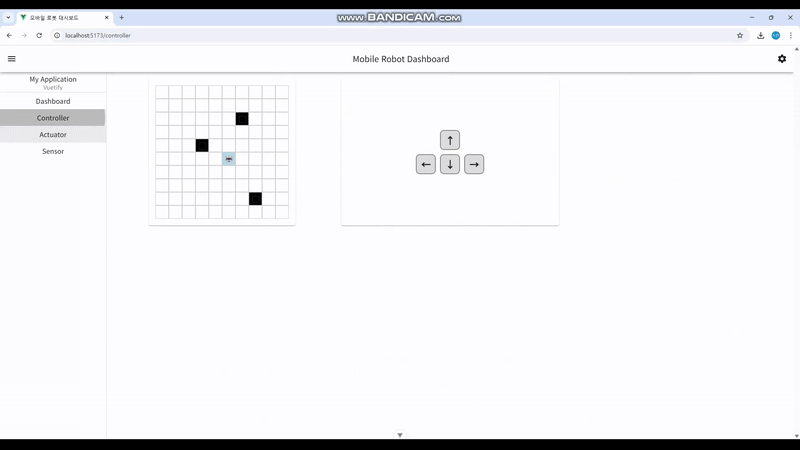 www.BANDICAM.com
모바일 로봇 대시보드
localhost:5173/controller
Mobile Robot Dashboard
My Application
Vuetify
Dashboard
Controller
Actuator
Sensor
↑
← ↓ →